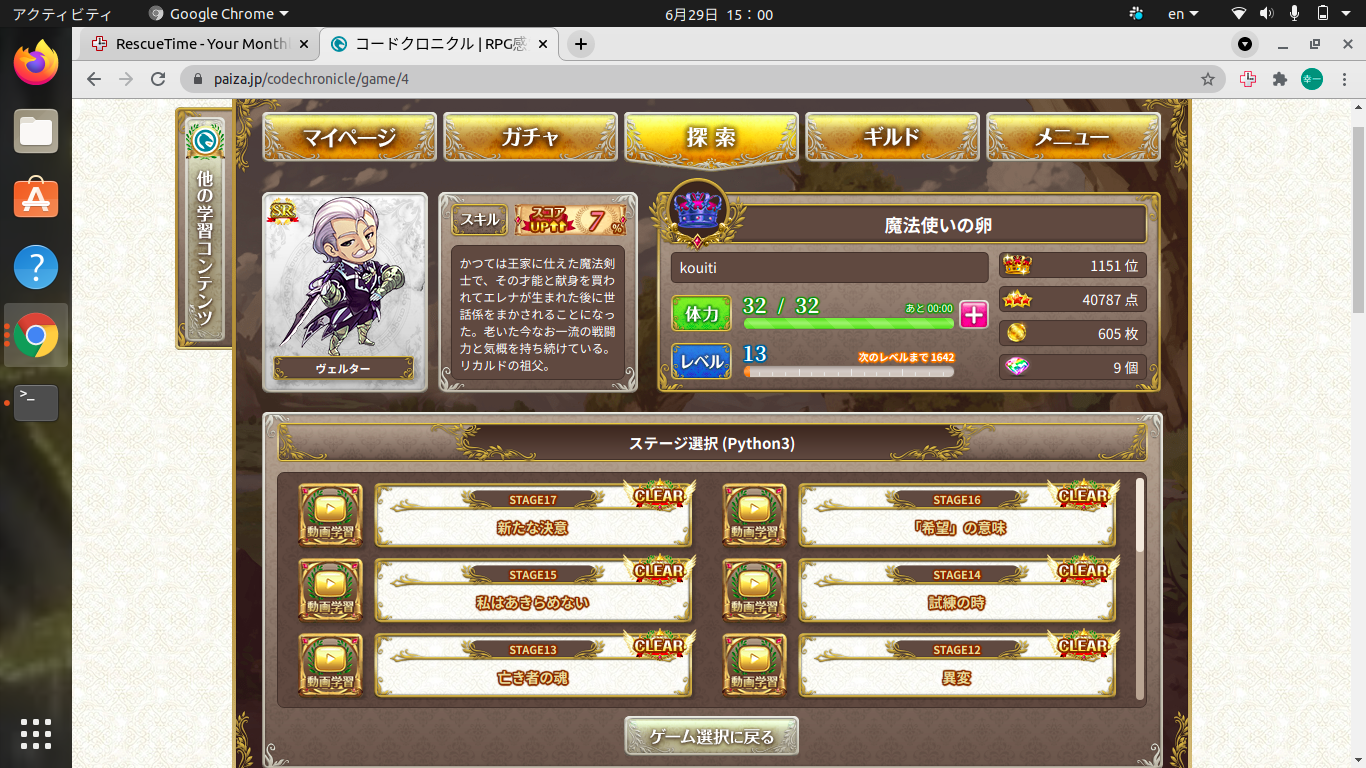 アクティビティ
Google Chrome
6月29日 15：00
en
RescueTime - Your Month
コードクロニクル | RPG感
paiza.jp/codechronicle/game/4
幸一
他の学習コンテンツ
マイページ
ガチャ
探索
ギルド
メニュー
SR
ヴェルター
スキル
スコアUP 7%
かつては王家に仕えた魔法剣
士で、その才能と献身を買わ
れてエレナが生まれた後に世
話係をまかされることになっ
た。老いた今なお一流の戦闘
力と気概を持ち続けている。
リカルドの祖父。
魔法使いの卵
kouiti
体力
32 / 32
あと 00:00
レベル
13
次のレベルまで 1642
1151 位
40787 点
605 枚
9 個
ステージ選択 (Python3)
動画学習
STAGE17
CLEAR
新たな決意
動画学習
STAGE16
CLEAR
「希望」の意味
動画学習
STAGE15
CLEAR
私はあきらめない
動画学習
STAGE14
CLEAR
試練の時
動画学習
STAGE13
CLEAR
亡き者の魂
動画学習
STAGE12
CLEAR
異変
ゲーム選択に戻る